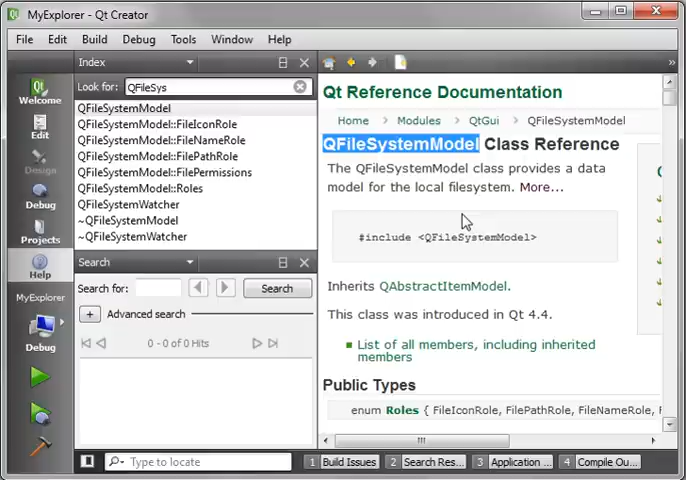 MyExplorer - Qt Creator
File Edit Build Debug Tools Window Help
Welcome
Edit
Design
Debug
Projects
Help
MyExplorer
Debug
Index
Look for: QFileSys
QFileSystemModel
QFileSystemModel::FileIconRole
QFileSystemModel::FileNameRole
QFileSystemModel::FilePathRole
QFileSystemModel::FilePermissions
QFileSystemModel::Roles
QFileSystemWatcher
~QFileSystemModel
~QFileSystemWatcher
Search
Search for: Search
+ Advanced search
0 - 0 of 0 Hits
»
Qt Reference Documentation
Home > Modules > QtGui > QFileSystemModel
QFileSystemModel Class Reference
The QFileSystemModel class provides a data
model for the local filesystem. More...
#include <QFileSystemModel>
Inherits QAbstractItemModel.
This class was introduced in Qt 4.4.
List of all members, including inherited
members
Public Types
enum Roles { FileIconRole, FilePathRole, FileNameRole, F
Type to locate
1 Build Issues 2 Search Res... 3 Application ... 4 Compile Ou...